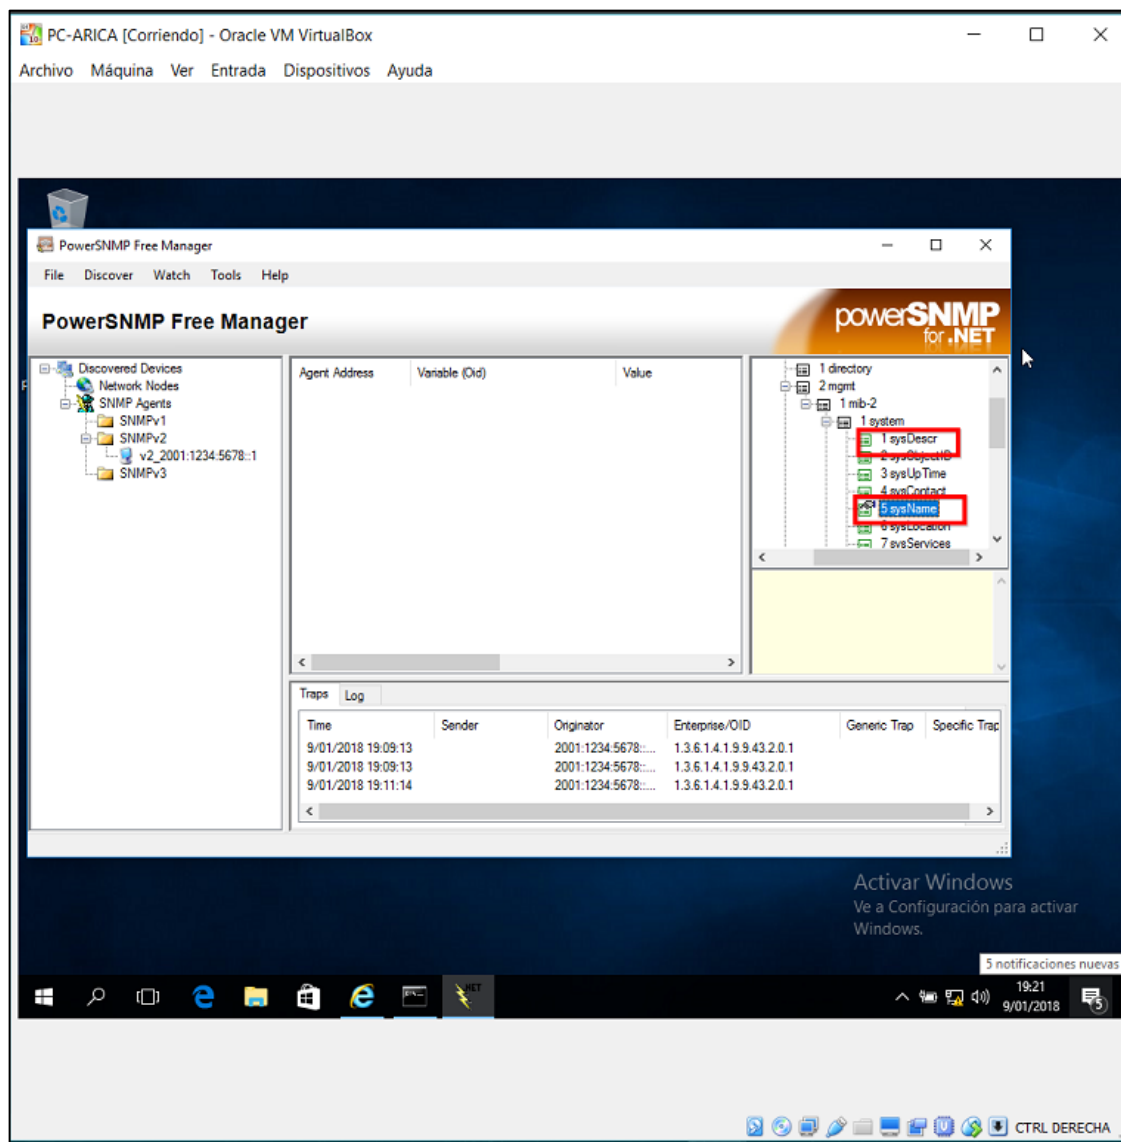 PC-ARICA [Corriendo] - Oracle VM VirtualBox
Archivo Máquina Ver Entrada Dispositivos Ayuda
PowerSNMP Free Manager
File Discover Watch Tools Help
PowerSNMP Free Manager
powerSNMP
for .NET
Discovered Devices
Network Nodes
SNMP Agents
SNMPv1
SNMPv2
v2_2001:1234:5678::1
SNMPv3
Agent Address Variable (Oid) Value
1 directory
2 mgmt
1 mib-2
1 system
1 sysDescr
2 sysObjectID
3 sysUpTime
4 sysContact
5 sysName
6 sysLocation
7 sysServices
Traps Log
Time Sender Originator Enterprise/OID Generic Trap Specific Trap
9/01/2018 19:09:13 2001:1234:5678::... 1.3.6.1.4.1.9.9.43.2.0.1
9/01/2018 19:09:13 2001:1234:5678::... 1.3.6.1.4.1.9.9.43.2.0.1
9/01/2018 19:11:14 2001:1234:5678::... 1.3.6.1.4.1.9.9.43.2.0.1
Activar Windows
Ve a Configuración para activar
Windows.
5 notificaciones nuevas
.NET
19:21
9/01/2018
5
CTRL DERECHA